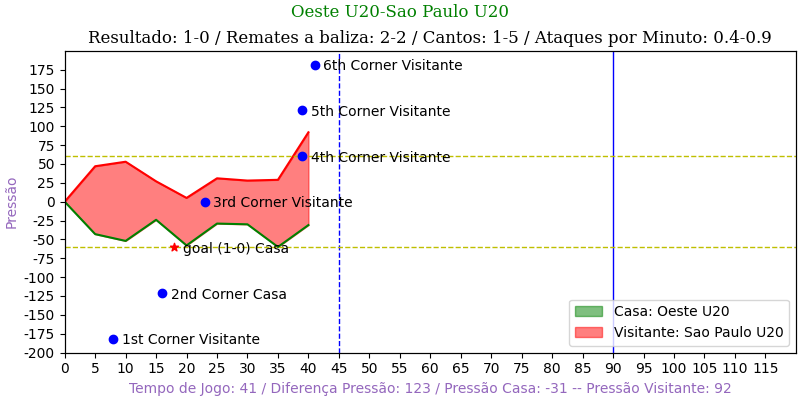 Oeste U20-Sao Paulo U20
Resultado: 1-0 / Remates a baliza: 2-2 / Cantos: 1-5 / Ataques por Minuto: 0.4-0.9
Pressão
175
150
125
100
75
50
25
0
-25
-50
-75
-100
-125
-150
-175
-200
6th Corner Visitante
5th Corner Visitante
4th Corner Visitante
3rd Corner Visitante
goal (1-0) Casa
2nd Corner Casa
1st Corner Visitante
Casa: Oeste U20
Visitante: Sao Paulo U20
0 5 10 15 20 25 30 35 40 45 50 55 60 65 70 75 80 85 90 95 100 105 110 115
Tempo de Jogo: 41 / Diferença Pressão: 123 / Pressão Casa: -31 -- Pressão Visitante: 92